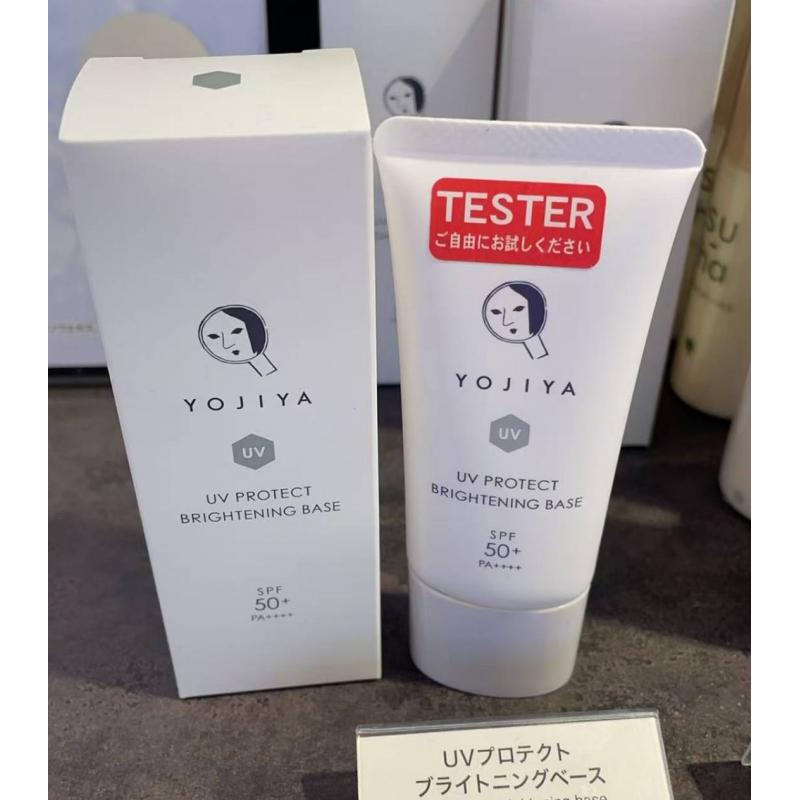 YOJIYA
UV
UV PROTECT
BRIGHTENING BASE
SPF
50+
PA++++
TESTER
ご自由にお試しください
YOJIYA
UV
UV PROTECT
BRIGHTENING BASE
SPF
50+
PA++++
UVプロテクト
ブライトニングベース
base